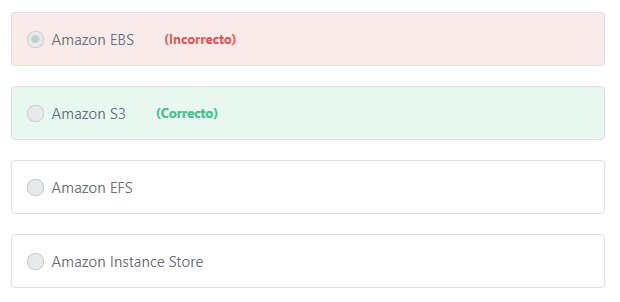 Amazon EBS (Incorrecto)
Amazon S3 (Correcto)
Amazon EFS
Amazon Instance Store